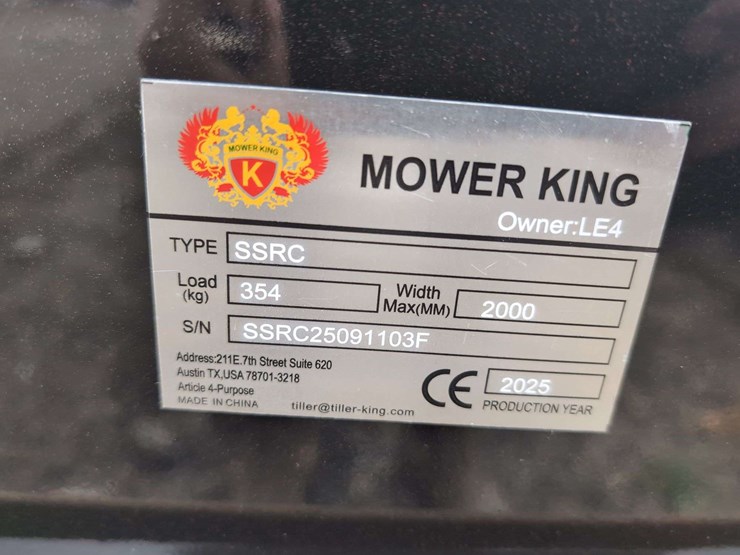 MOWER KING
K
MOWER KING
Owner:LE4
TYPE SSRC
Load (kg) 354 Width Max(MM) 2000
S/N SSRC25091103F
Address:211E.7th Street Suite 620
Austin TX,USA 78701-3218
Article 4-Purpose
MADE IN CHINA
tiller@tiller-king.com
CE 2025
PRODUCTION YEAR